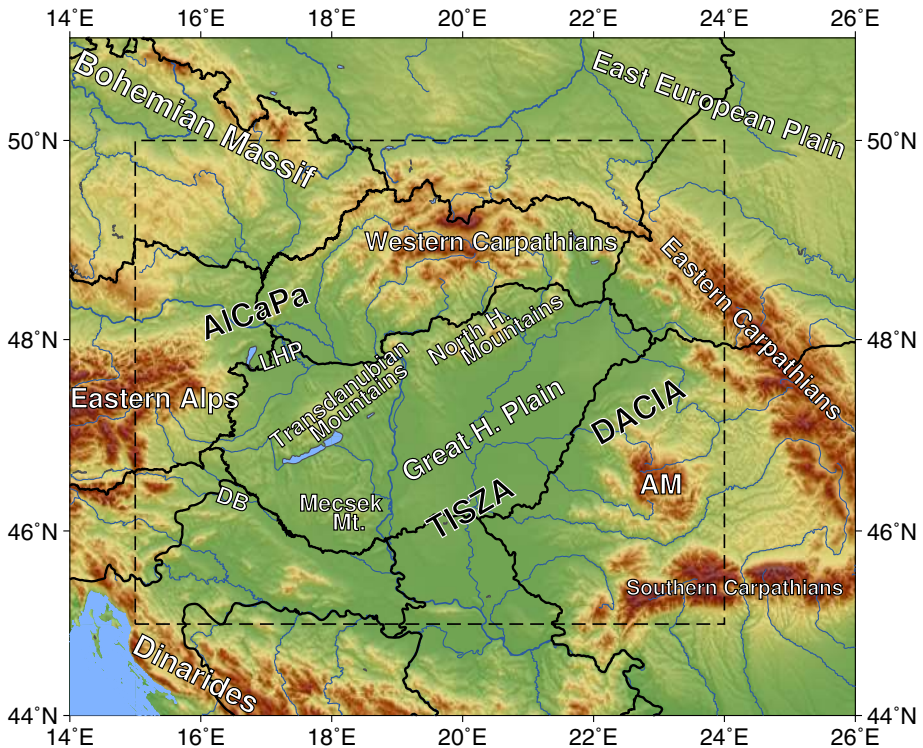 14°E 16°E 18°E 20°E 22°E 24°E 26°E
Bohemian Massif
East European Plain
50°N 50°N
Western Carpathians
Eastern Carpathians
AlCaPa
48°N 48°N
North H.
Mountains
LHP
Transdanubian
Mountains
Eastern Alps
Great H. Plain
DACIA
AM
DB
Mecsek
Mt.
TISZA
46°N 46°N
Southern Carpathians
Dinarides
44°N 44°N
14°E 16°E 18°E 20°E 22°E 24°E 26°E